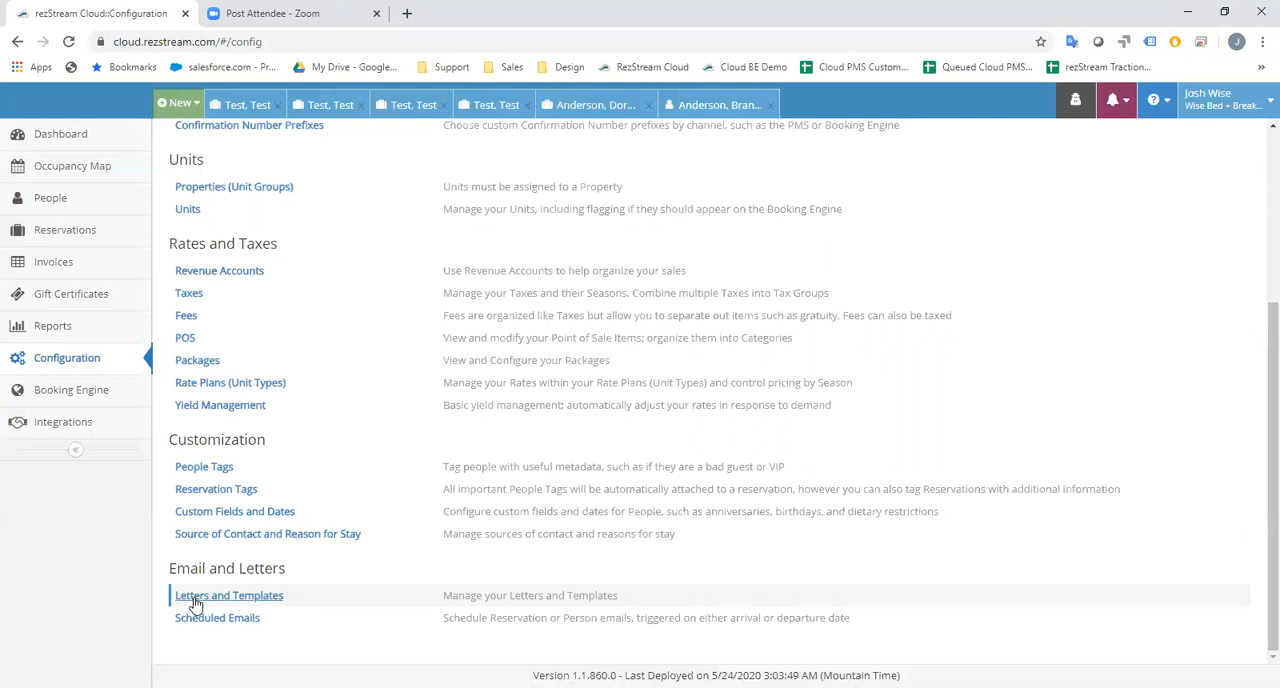 rezStream Cloud::Configuration
Post Attendee - Zoom
cloud.rezstream.com/#/config
J
Apps
Bookmarks
salesforce.com - Pr...
My Drive - Google...
Support
Sales
Design
RezStream Cloud
Cloud BE Demo
Cloud PMS Custom...
Queued Cloud PMS...
rezStream Traction...
»
New
Test, Test
Test, Test
Test, Test
Test, Test
Anderson, Dor...
Anderson, Bran...
Josh Wise
Wise Bed + Break...
Dashboard
Occupancy Map
People
Reservations
Invoices
Gift Certificates
Reports
Configuration
Booking Engine
Integrations
Confirmation Number Prefixes Choose custom Confirmation Number prefixes by channel, such as the PMS or Booking Engine
Units
Properties (Unit Groups) Units must be assigned to a Property
Units Manage your Units, including flagging if they should appear on the Booking Engine
Rates and Taxes
Revenue Accounts Use Revenue Accounts to help organize your sales
Taxes Manage your Taxes and their Seasons. Combine multiple Taxes into Tax Groups
Fees Fees are organized like Taxes but allow you to separate out items such as gratuity. Fees can also be taxed
POS View and modify your Point of Sale Items; organize them into Categories
Packages View and Configure your Packages
Rate Plans (Unit Types) Manage your Rates within your Rate Plans (Unit Types) and control pricing by Season
Yield Management Basic yield management; automatically adjust your rates in response to demand
Customization
People Tags Tag people with useful metadata, such as if they are a bad guest or VIP
Reservation Tags All important People Tags will be automatically attached to a reservation, however you can also tag Reservations with additional information
Custom Fields and Dates Configure custom fields and dates for People, such as anniversaries, birthdays, and dietary restrictions
Source of Contact and Reason for Stay Manage sources of contact and reasons for stay
Email and Letters
Letters and Templates Manage your Letters and Templates
Scheduled Emails Schedule Reservation or Person emails, triggered on either arrival or departure date
Version 1.1.860.0 - Last Deployed on 5/24/2020 3:03:49 AM (Mountain Time)